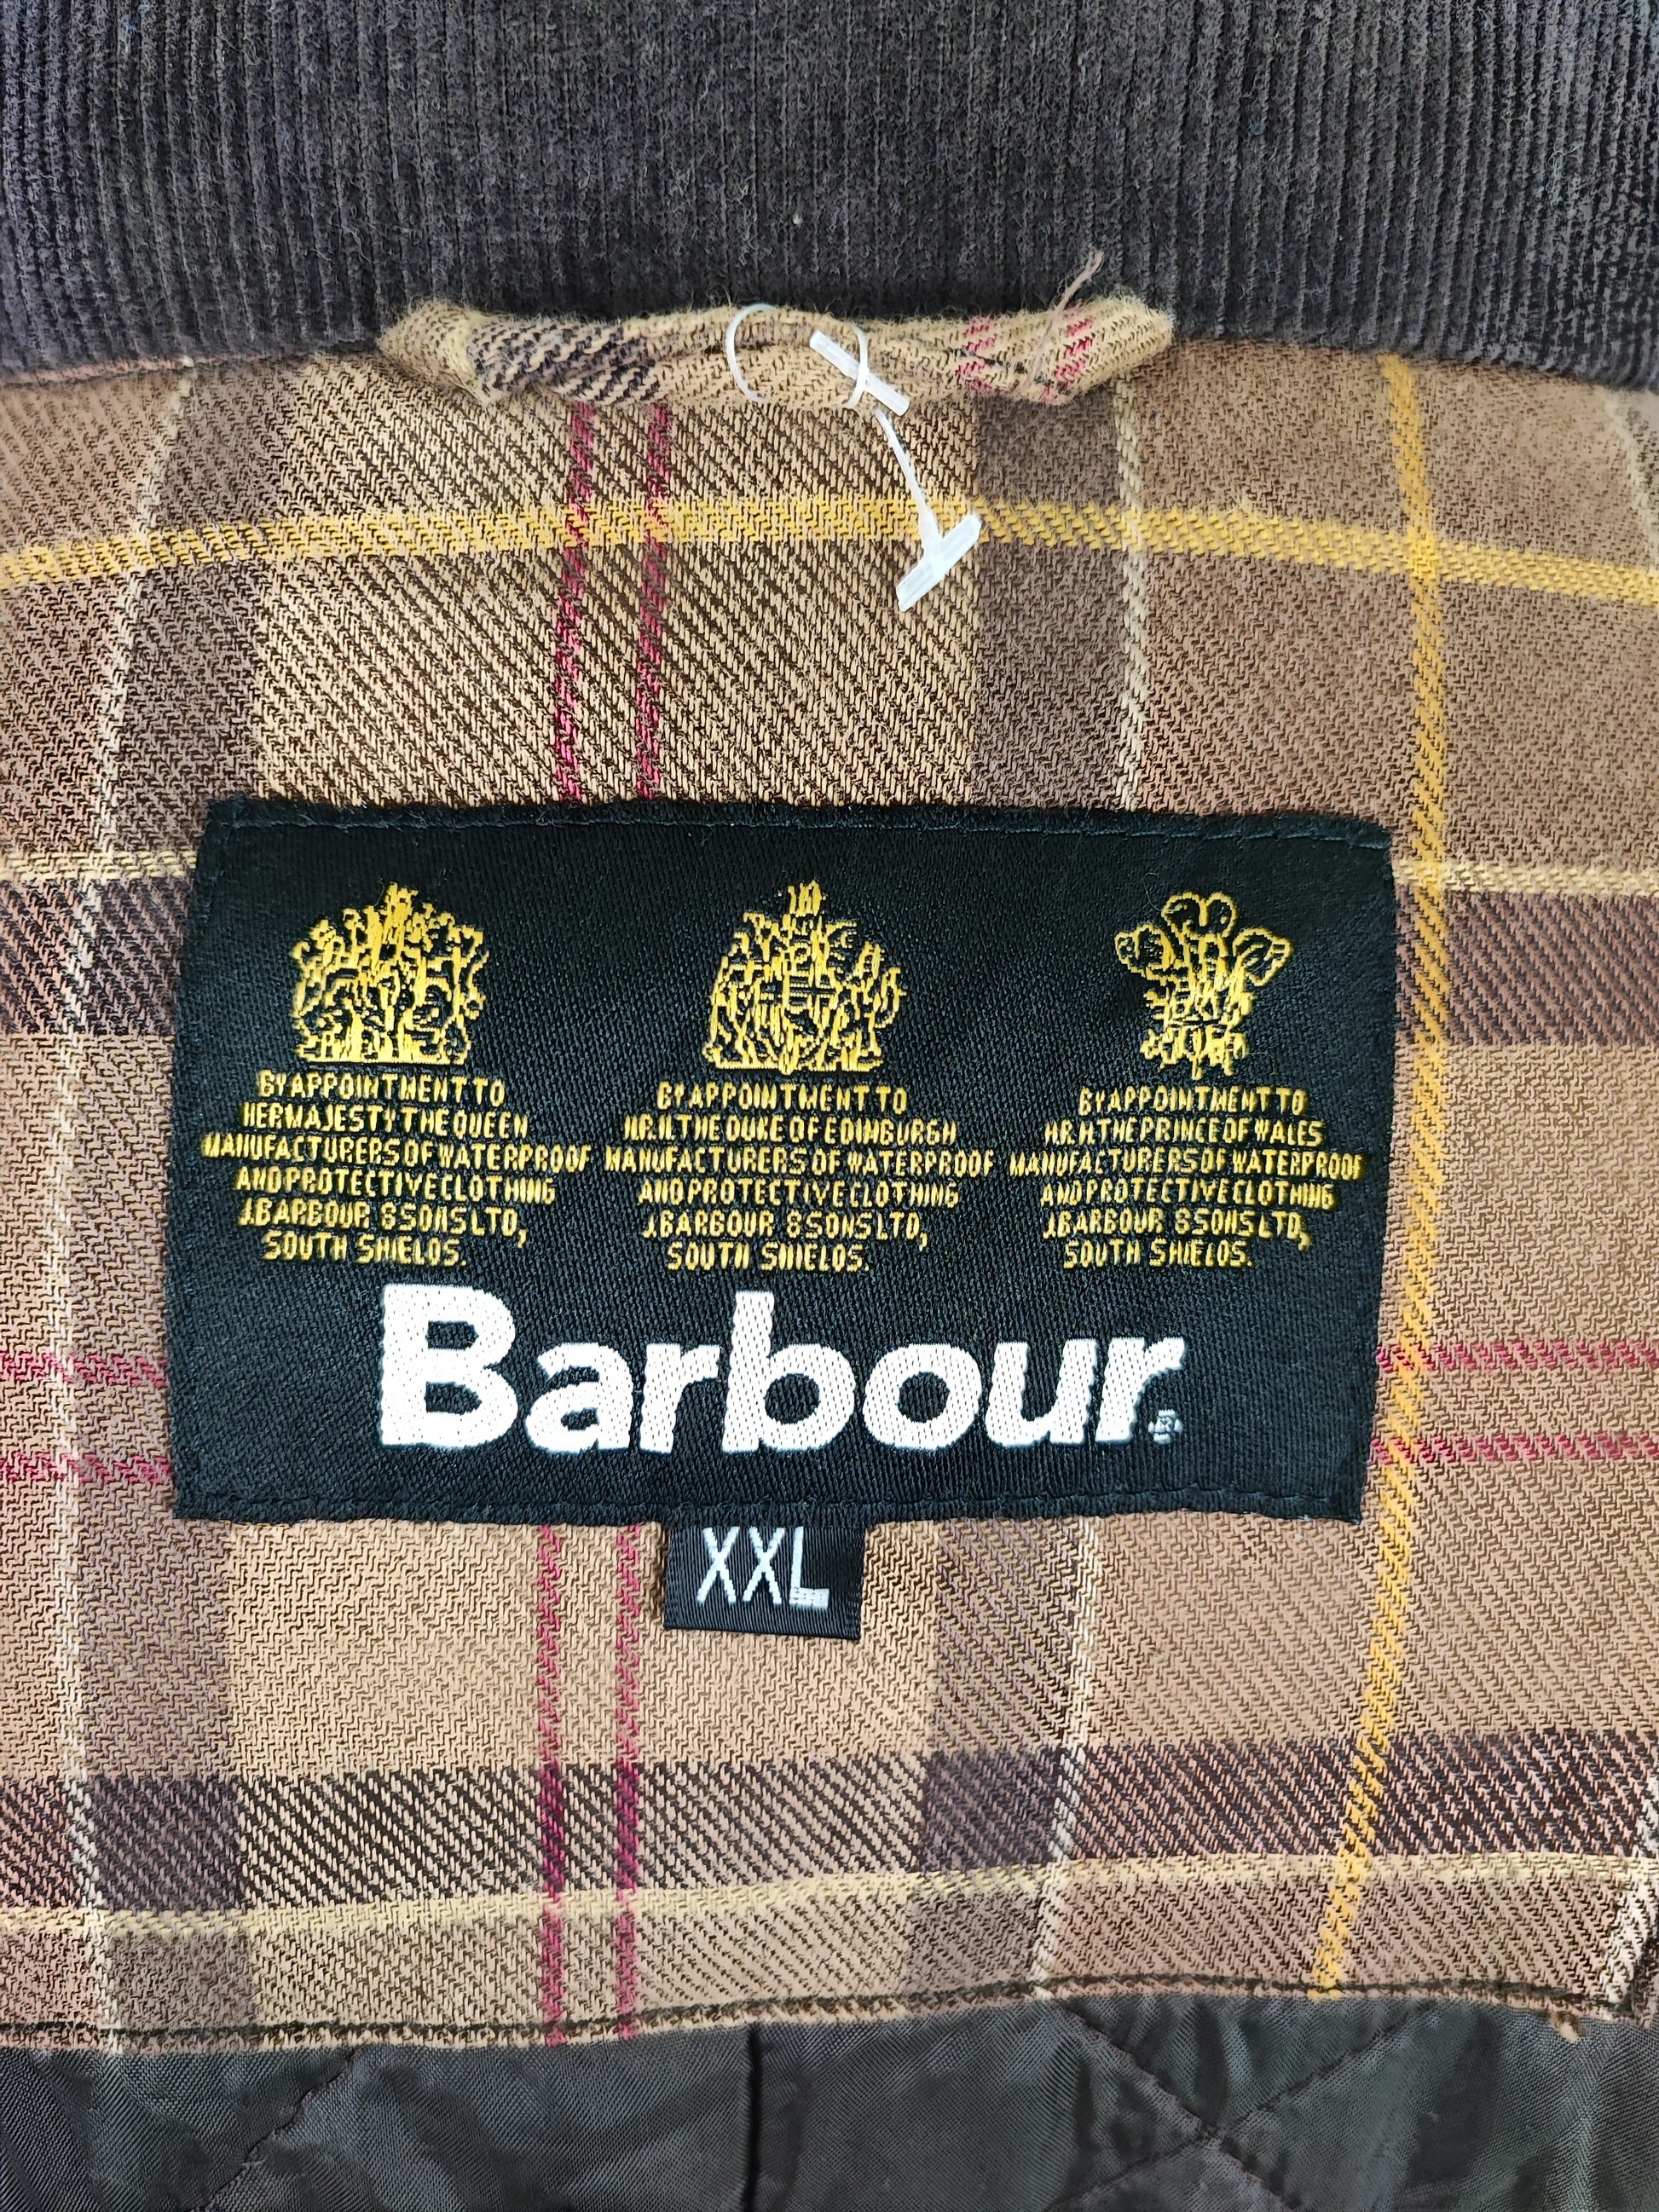 BY APPOINTMENT TO
HER MAJESTY THE QUEEN
MANUFACTURERS OF WATERPROOF
AND PROTECTIVE CLOTHING
J.BARBOUR & SONS LTD,
SOUTH SHIELDS.
BY APPOINTMENT TO
H.R.H. THE DUKE OF EDINBURGH
MANUFACTURERS OF WATERPROOF
AND PROTECTIVE CLOTHING
J.BARBOUR & SONS LTD,
SOUTH SHIELDS.
BY APPOINTMENT TO
H.R.H. THE PRINCE OF WALES
MANUFACTURERS OF WATERPROOF
AND PROTECTIVE CLOTHING
J.BARBOUR & SONS LTD,
SOUTH SHIELDS.
Barbour.®
XXL